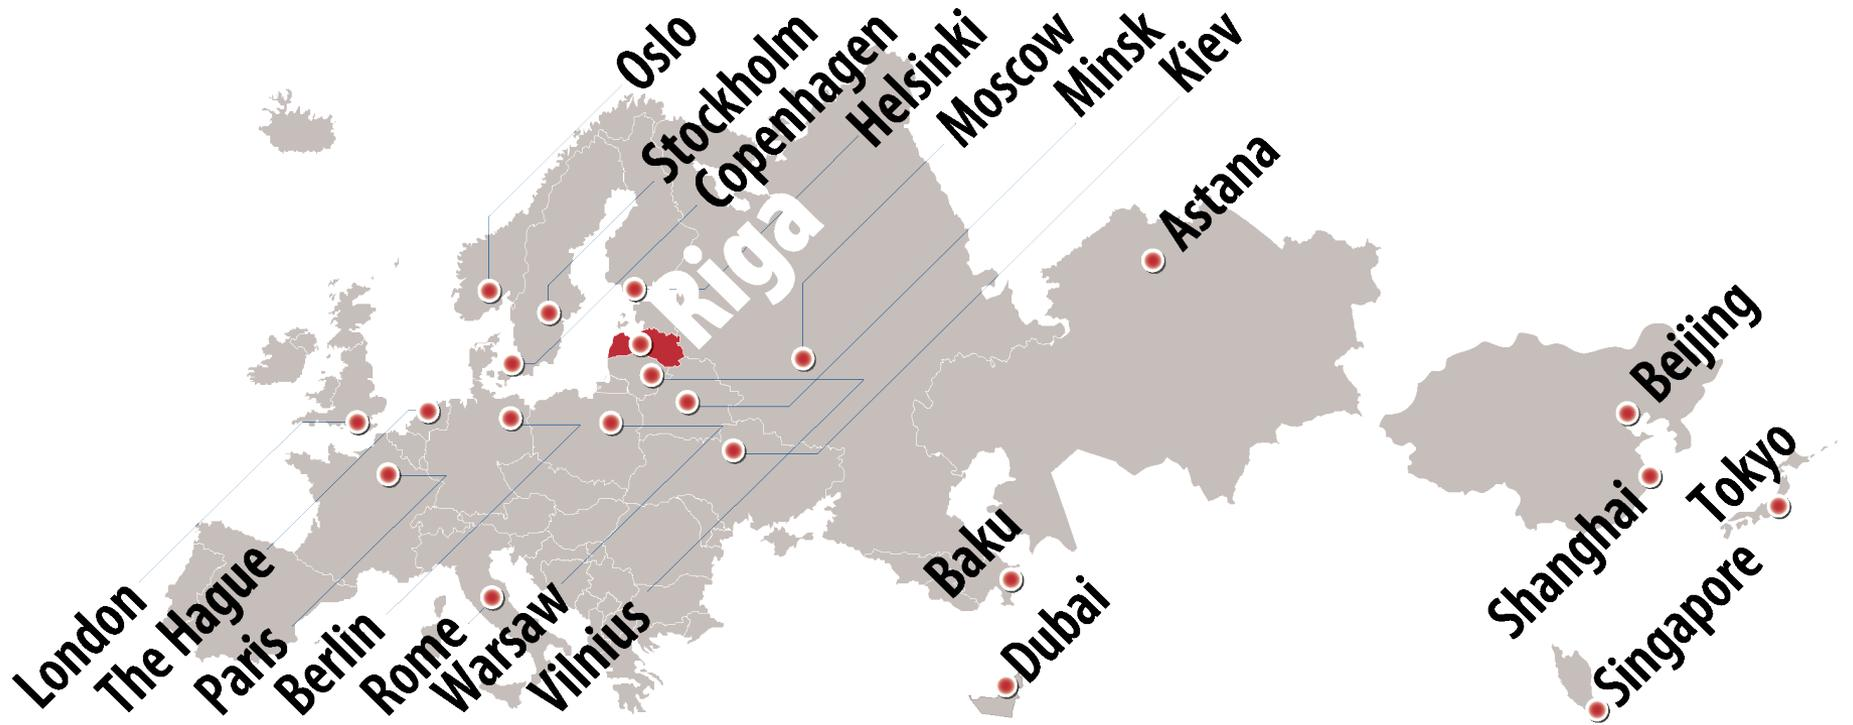 Oslo
Stockholm
Copenhagen
Helsinki
Moscow
Minsk
Kiev
Riga
Astana
Beijing
Tokyo
Shanghai
Singapore
Baku
Dubai
London
The Hague
Paris
Berlin
Rome
Warsaw
Vilnius